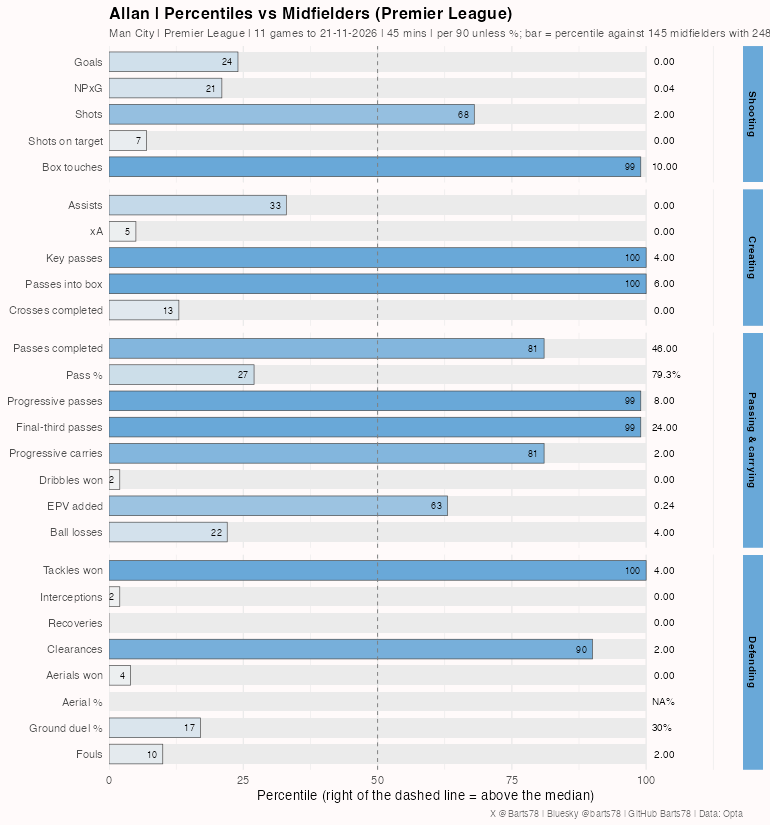 Allan | Percentiles vs Midfielders (Premier League)
Man City | Premier League | 11 games to 21-11-2026 | 45 mins | per 90 unless %; bar = percentile against 145 midfielders with 248
Goals 24 0.00
NPxG 21 0.04
Shots 68 2.00
Shots on target 7 0.00
Box touches 99 10.00
Shooting
Assists 33 0.00
xA 5 0.00
Key passes 100 4.00
Passes into box 100 6.00
Crosses completed 13 0.00
Creating
Passes completed 81 46.00
Pass % 27 79.3%
Progressive passes 99 8.00
Final-third passes 99 24.00
Progressive carries 81 2.00
Dribbles won 2 0.00
EPV added 63 0.24
Ball losses 22 4.00
Passing & carrying
Tackles won 100 4.00
Interceptions 2 0.00
Recoveries 0.00
Clearances 90 2.00
Aerials won 4 0.00
Aerial % NA%
Ground duel % 17 30%
Fouls 10 2.00
Defending
0 25 50 75 100
Percentile (right of the dashed line = above the median)
X @Barts78 | Bluesky @barts78 | GitHub Barts78 | Data: Opta